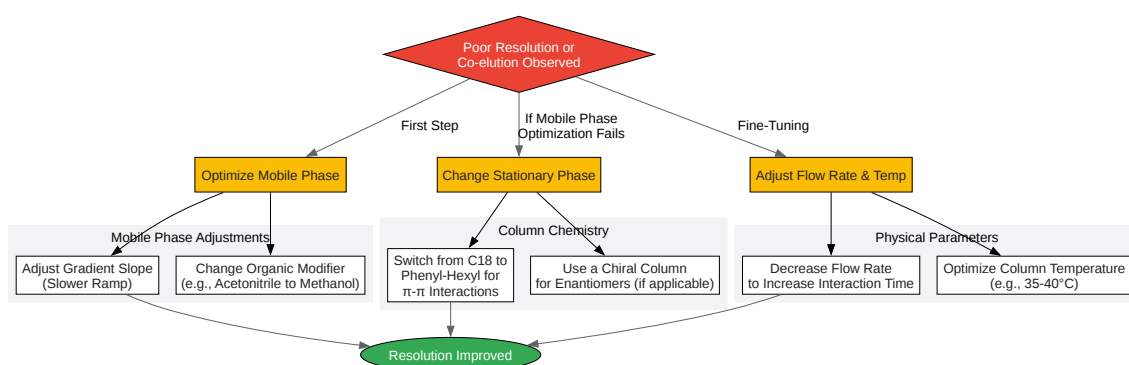 Poor Resolution or
Co-elution Observed
First Step
If Mobile Phase
Optimization Fails
Fine-Tuning
Optimize Mobile Phase
Change Stationary Phase
Adjust Flow Rate & Temp
Mobile Phase Adjustments
Column Chemistry
Physical Parameters
Adjust Gradient Slope
(Slower Ramp)
Change Organic Modifier
(e.g., Acetonitrile to Methanol)
Switch from C18 to
Phenyl-Hexyl for
π-π Interactions
Use a Chiral Column
for Enantiomers (if applicable)
Decrease Flow Rate
to Increase Interaction Time
Optimize Column Temperature
(e.g., 35-40°C)
Resolution Improved